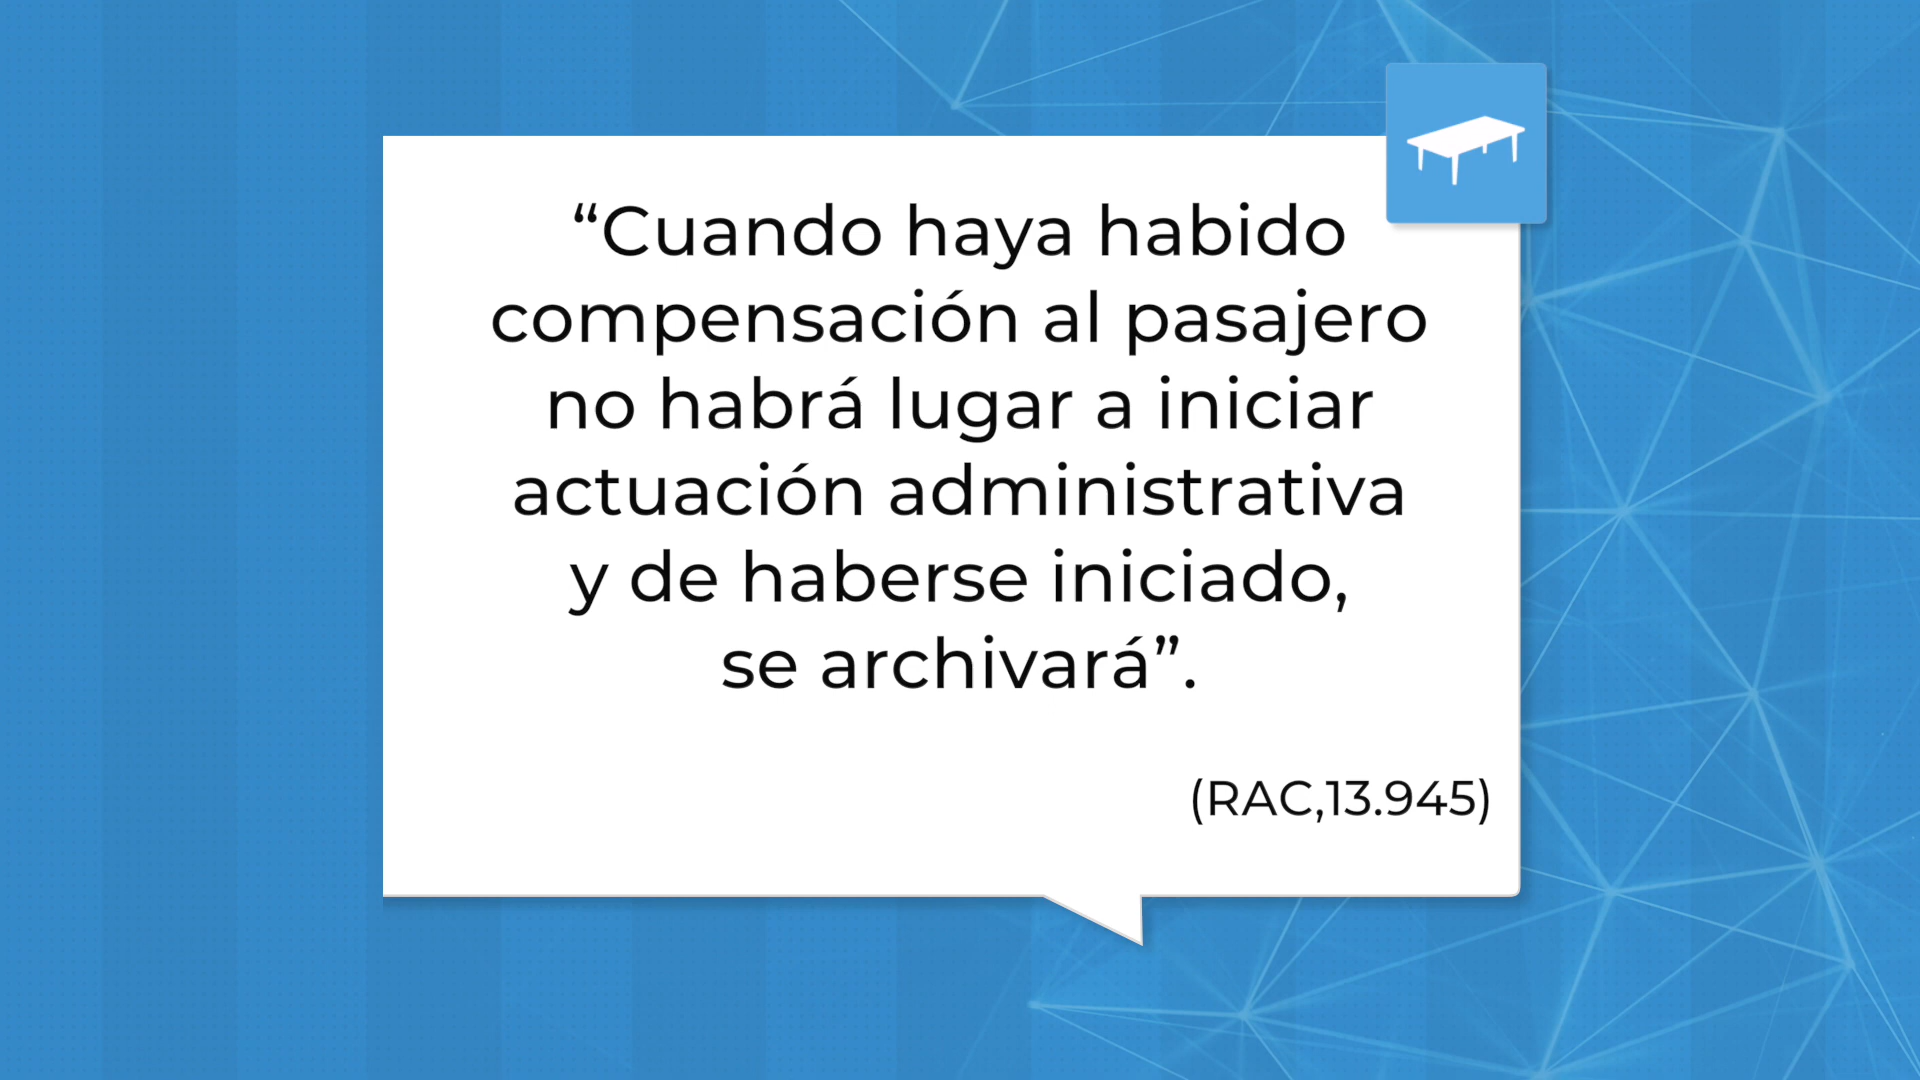 “Cuando haya habido
compensación al pasajero
no habrá lugar a iniciar
actuación administrativa
y de haberse iniciado,
se archivará”.
(RAC,13.945)